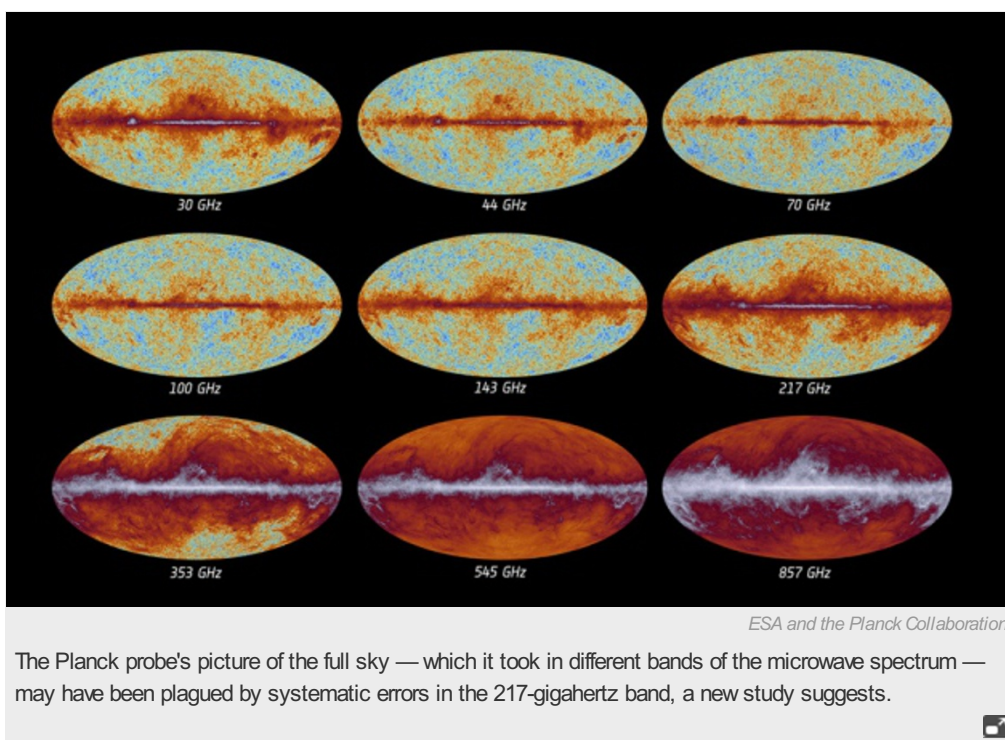 30 GHz
44 GHz
70 GHz
100 GHz
143 GHz
217 GHz
353 GHz
545 GHz
857 GHz
ESA and the Planck Collaboration
The Planck probe's picture of the full sky — which it took in different bands of the microwave spectrum —
may have been plagued by systematic errors in the 217-gigahertz band, a new study suggests.